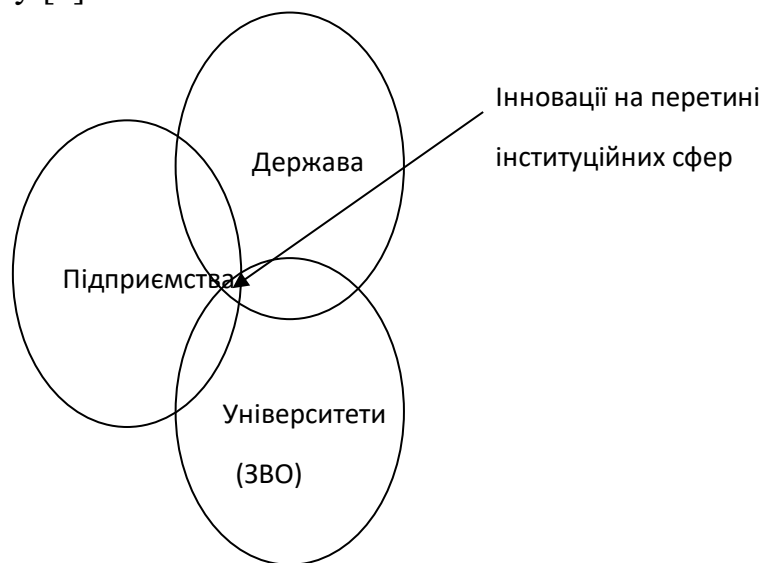 Інновації на перетині
інституційних сфер
Держава
Підприємства
Університети
(ЗВО)